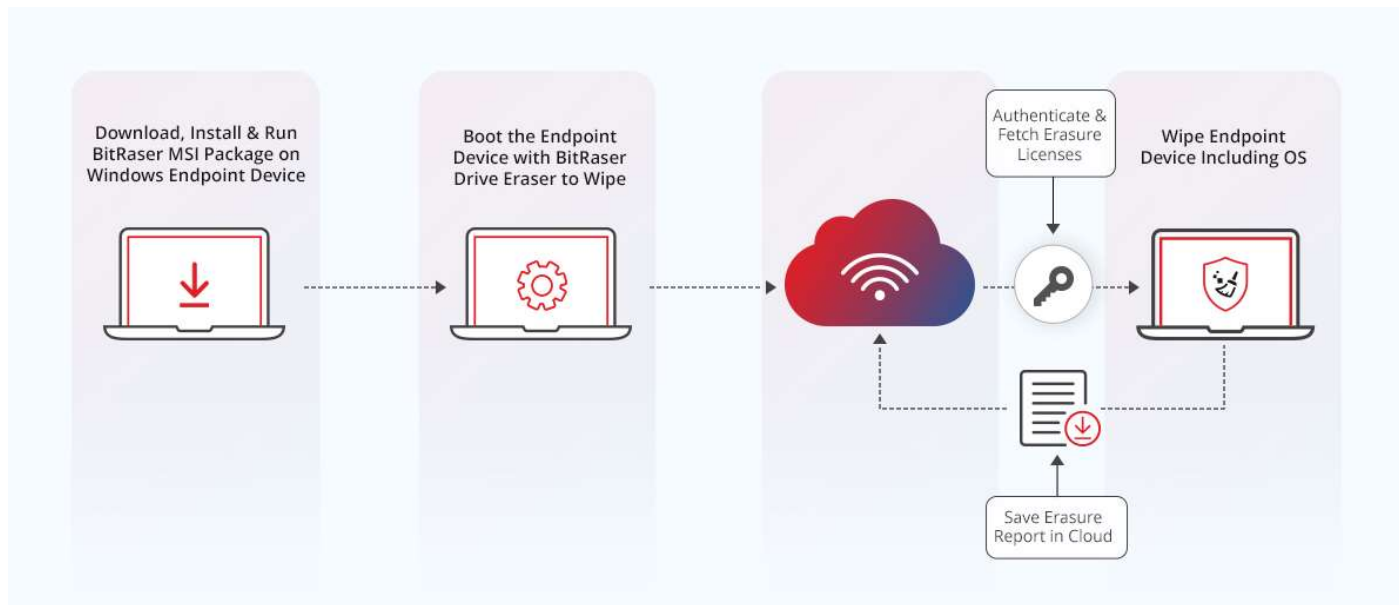 Download, Install & Run
BitRaser MSI Package on
Windows Endpoint Device
Boot the Endpoint
Device with BitRaser
Drive Eraser to Wipe
Authenticate &
Fetch Erasure
Licenses
Wipe Endpoint
Device Including OS
Save Erasure
Report in Cloud